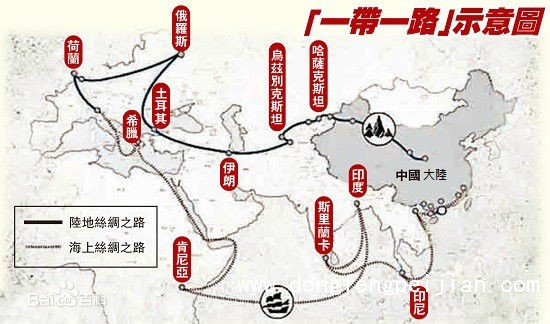 「一帶一路」示意圖
俄羅斯
荷蘭
哈薩克斯坦
烏茲別克斯坦
土耳其
希臘
伊朗
中國 大陸
印度
斯里蘭卡
陸地絲綢之路
海上絲綢之路
肯尼亞
印尼
Bai 百科